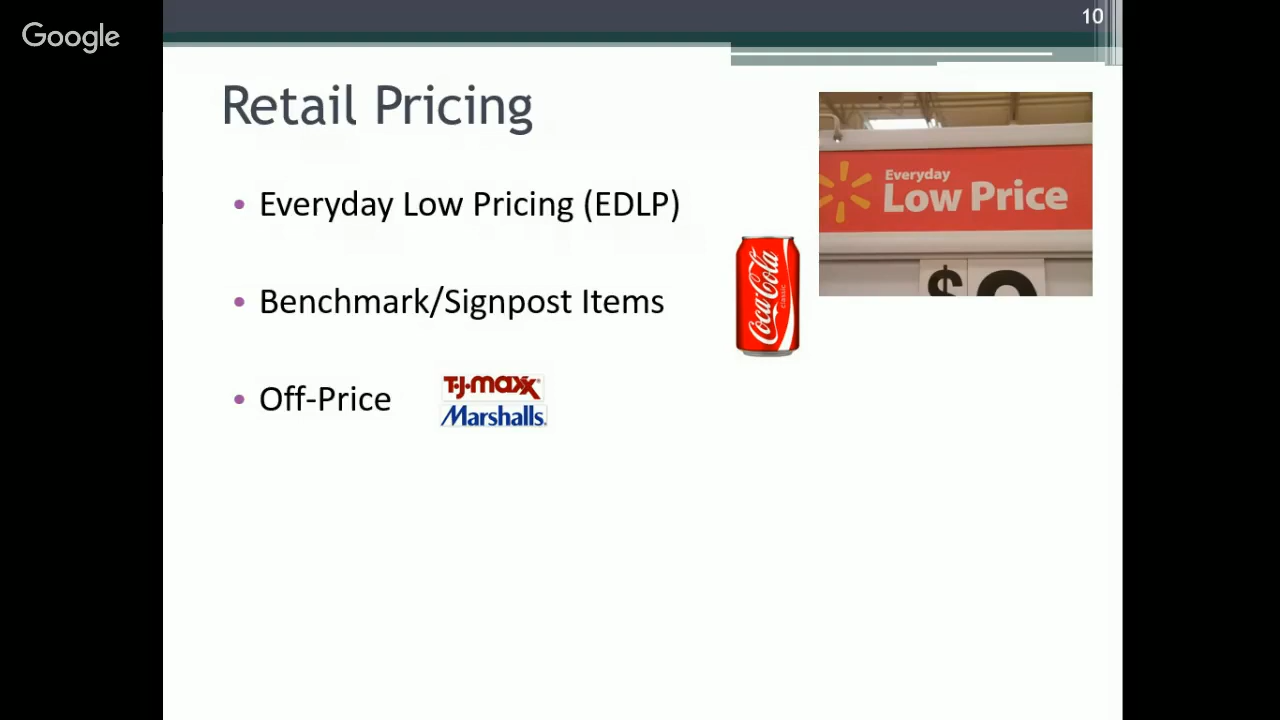 Google
10
Retail Pricing
Everyday
Low Price
• Everyday Low Pricing (EDLP)
$
Coca-Cola
• Benchmark/Signpost Items
• Off-Price
T·J·maxx
Marshalls.